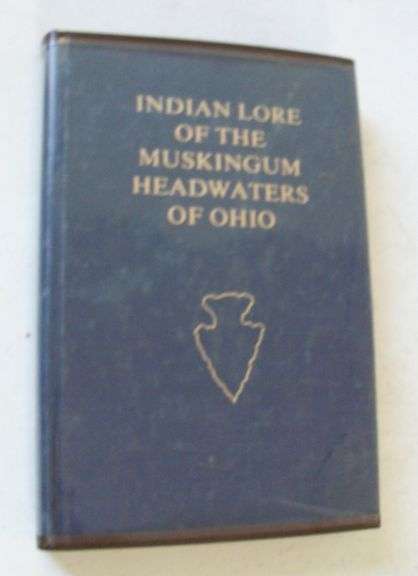 INDIAN LORE
OF THE
MUSKINGUM
HEADWATERS
OF OHIO